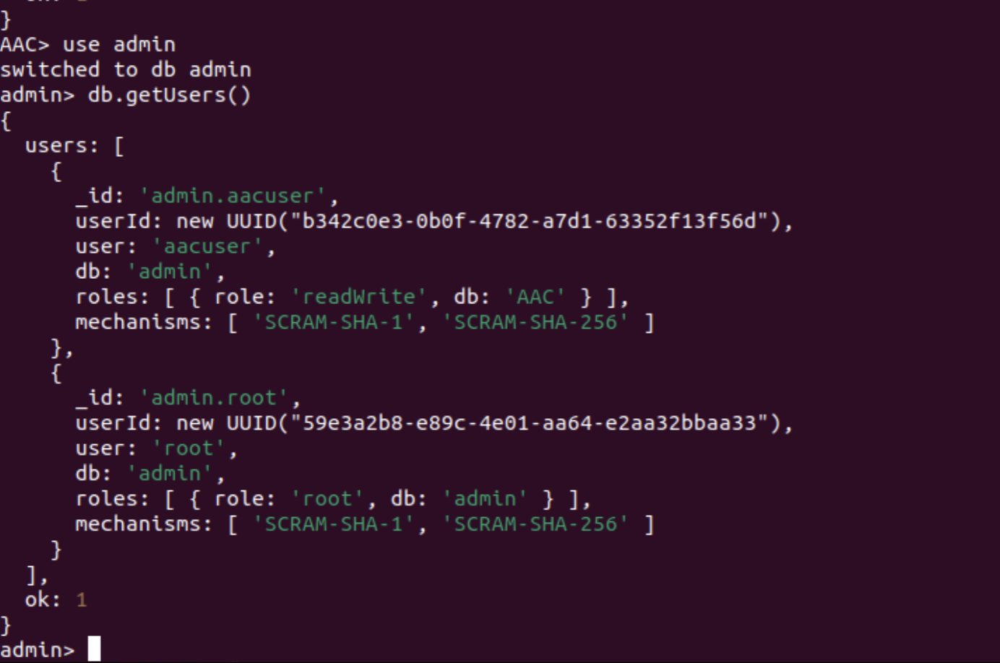 }
AAC> use admin
switched to db admin
admin> db.getUsers()
{
  users: [
    {
      _id: 'admin.aacuser',
      userId: new UUID("b342c0e3-0b0f-4782-a7d1-63352f13f56d"),
      user: 'aacuser',
      db: 'admin',
      roles: [ { role: 'readWrite', db: 'AAC' } ],
      mechanisms: [ 'SCRAM-SHA-1', 'SCRAM-SHA-256' ]
    },
    {
      _id: 'admin.root',
      userId: new UUID("59e3a2b8-e89c-4e01-aa64-e2aa32bbaa33"),
      user: 'root',
      db: 'admin',
      roles: [ { role: 'root', db: 'admin' } ],
      mechanisms: [ 'SCRAM-SHA-1', 'SCRAM-SHA-256' ]
    }
  ],
  ok: 1
}
admin>